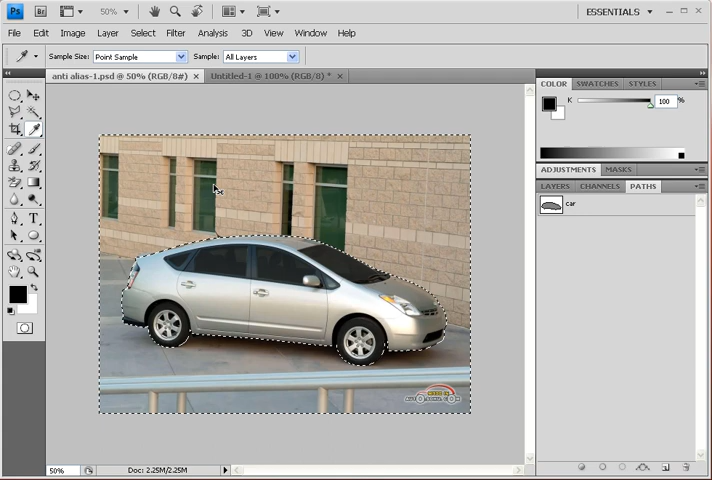 Ps Br 50% ESSENTIALS
File Edit Image Layer Select Filter Analysis 3D View Window Help
Sample Size: Point Sample Sample: All Layers
anti alias-1.psd @ 50% (RGB/8#) × Untitled-1 @ 100% (RGB/8) * ×
COLOR SWATCHES STYLES
K 100 %
ADJUSTMENTS MASKS
LAYERS CHANNELS PATHS
car
T
50% Doc: 2.25M/2.25M